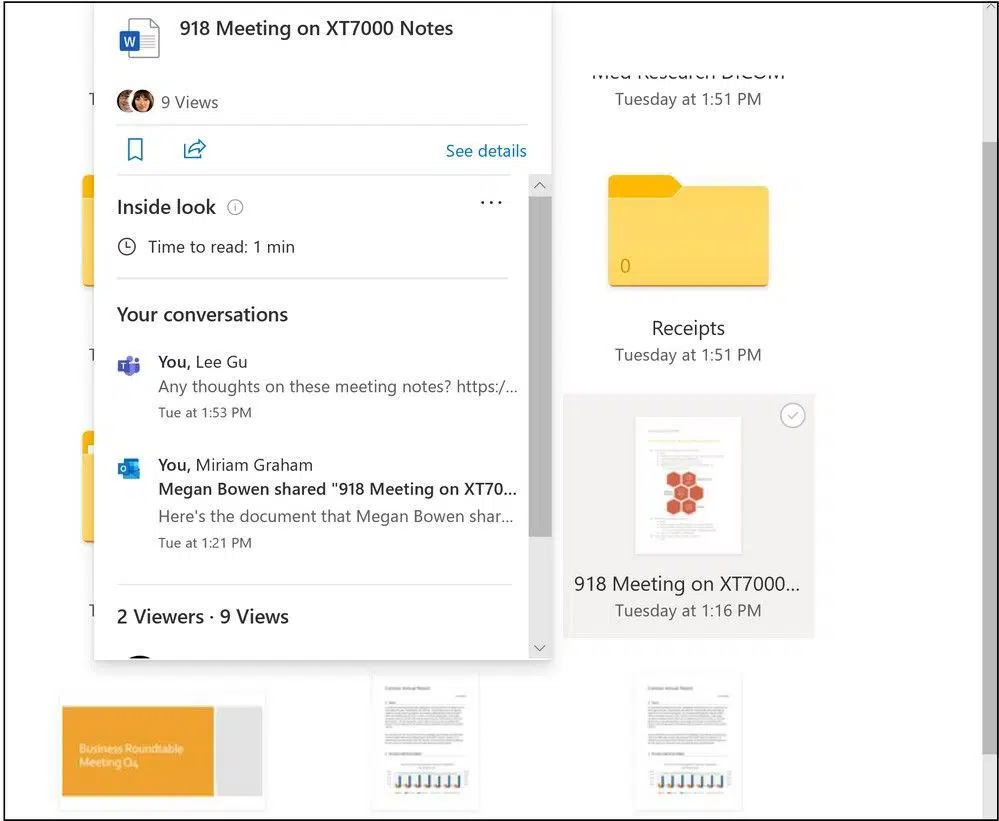 918 Meeting on XT7000 Notes
9 Views
See details
Inside look
Time to read: 1 min
Your conversations
You, Lee Gu
Any thoughts on these meeting notes? https:/...
Tue at 1:53 PM
You, Miriam Graham
Megan Bowen shared "918 Meeting on XT70...
Here's the document that Megan Bowen shar...
Tue at 1:21 PM
2 Viewers · 9 Views
Med Research DICOM
Tuesday at 1:51 PM
0
Receipts
Tuesday at 1:51 PM
918 Meeting on XT7000...
Tuesday at 1:16 PM
Business Roundtable
Meeting Q4
Contoso Annual Report
Contoso Annual Report